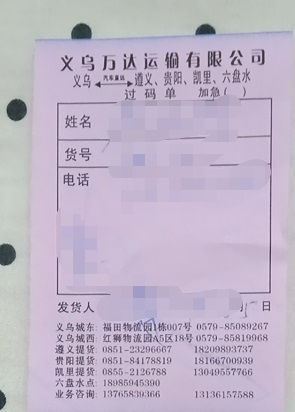 义乌万达运输有限公司
义乌 汽车直达 遵义、贵阳、凯里、六盘水
过码单 加急( )
姓名
货号
电话
发货人 月 日
义乌城东: 福田物流园1栋007号 0579-85089267
义乌城西: 红狮物流园A5区18号 0579-85819968
遵义提货: 0851-23296667 18209893737
贵阳提货: 0851-84178819 18166700939
凯里提货: 0855-2126788 13049557766
六盘水点: 18985945390
业务咨询: 13765839366 13136157588